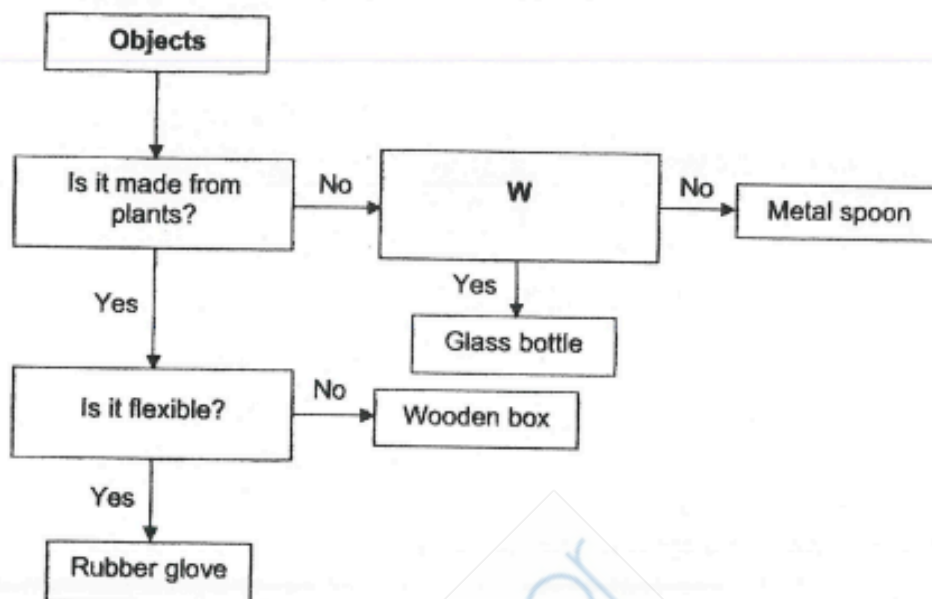 Objects
Is it made from
plants?
No
W
No
Metal spoon
Yes
Yes
Glass bottle
Is it flexible?
No
Wooden box
Yes
Rubber glove